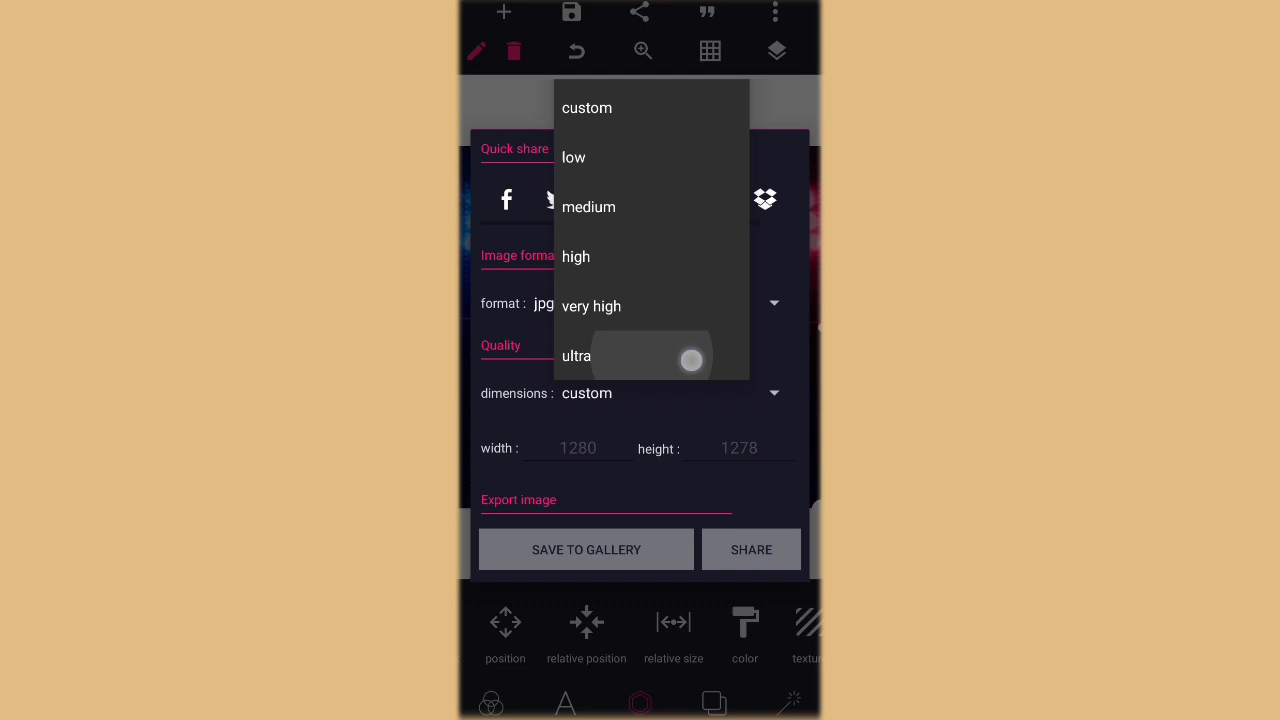 custom
Quick share
low
medium
Image forma
high
format : jpg
very high
Quality
ultra
dimensions : custom
width : 1280 height : 1278
Export image
SAVE TO GALLERY SHARE
position relative position relative size color textu